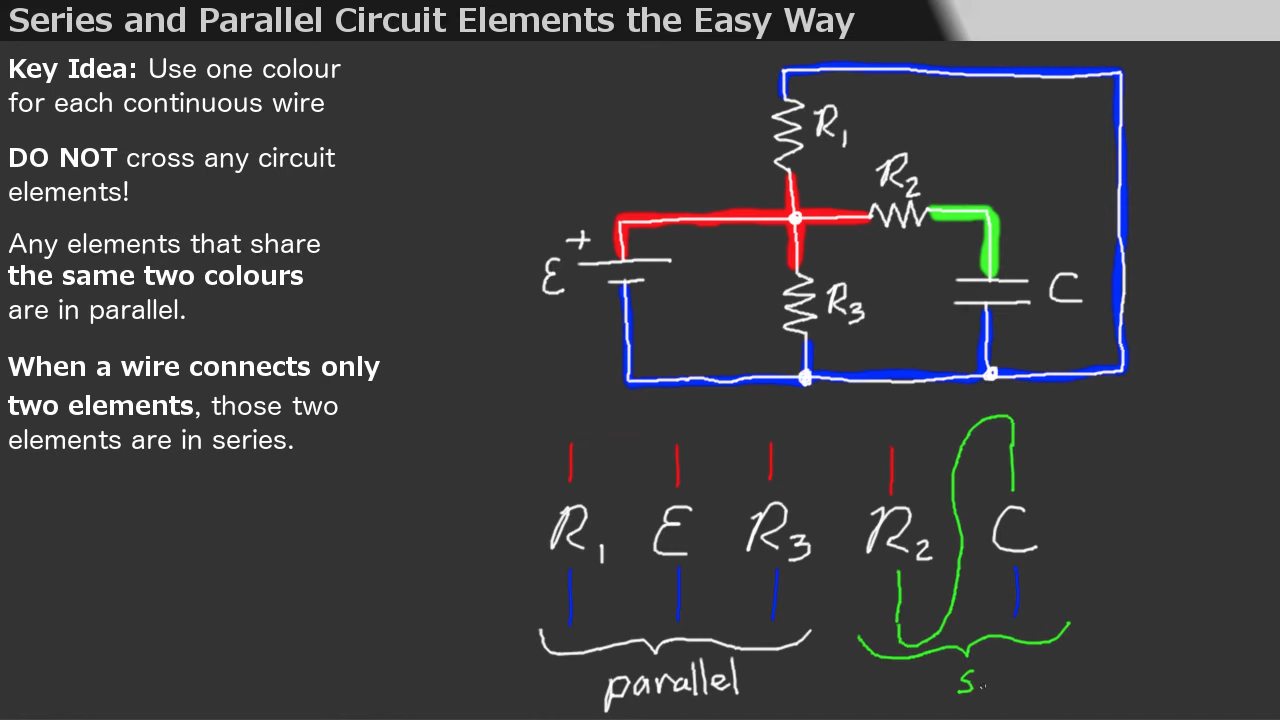 Series and Parallel Circuit Elements the Easy Way
Key Idea: Use one colour
for each continuous wire
DO NOT cross any circuit
elements!
Any elements that share
the same two colours
are in parallel.
When a wire connects only
two elements, those two
elements are in series.
R₁
R₂
+
ε
R₃
C
R₁ ε R₃ R₂ C
parallel
s